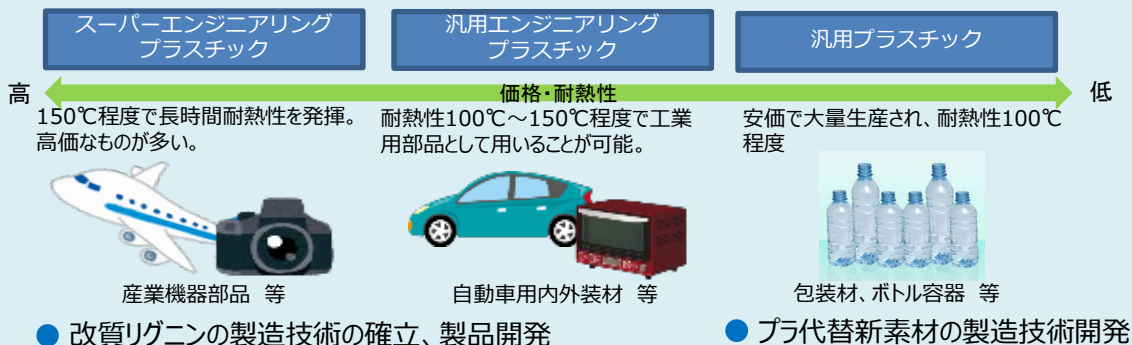 スーパーエンジニアリング
プラスチック
汎用エンジニアリング
プラスチック
汎用プラスチック
高
価格・耐熱性
低
150℃程度で長時間耐熱性を発揮。
高価なものが多い。
耐熱性100℃～150℃程度で工業
用部品として用いることが可能。
安価で大量生産され、耐熱性100℃
程度
産業機器部品 等
自動車用内外装材 等
包装材、ボトル容器 等
● 改質リグニンの製造技術の確立、製品開発
● プラ代替新素材の製造技術開発